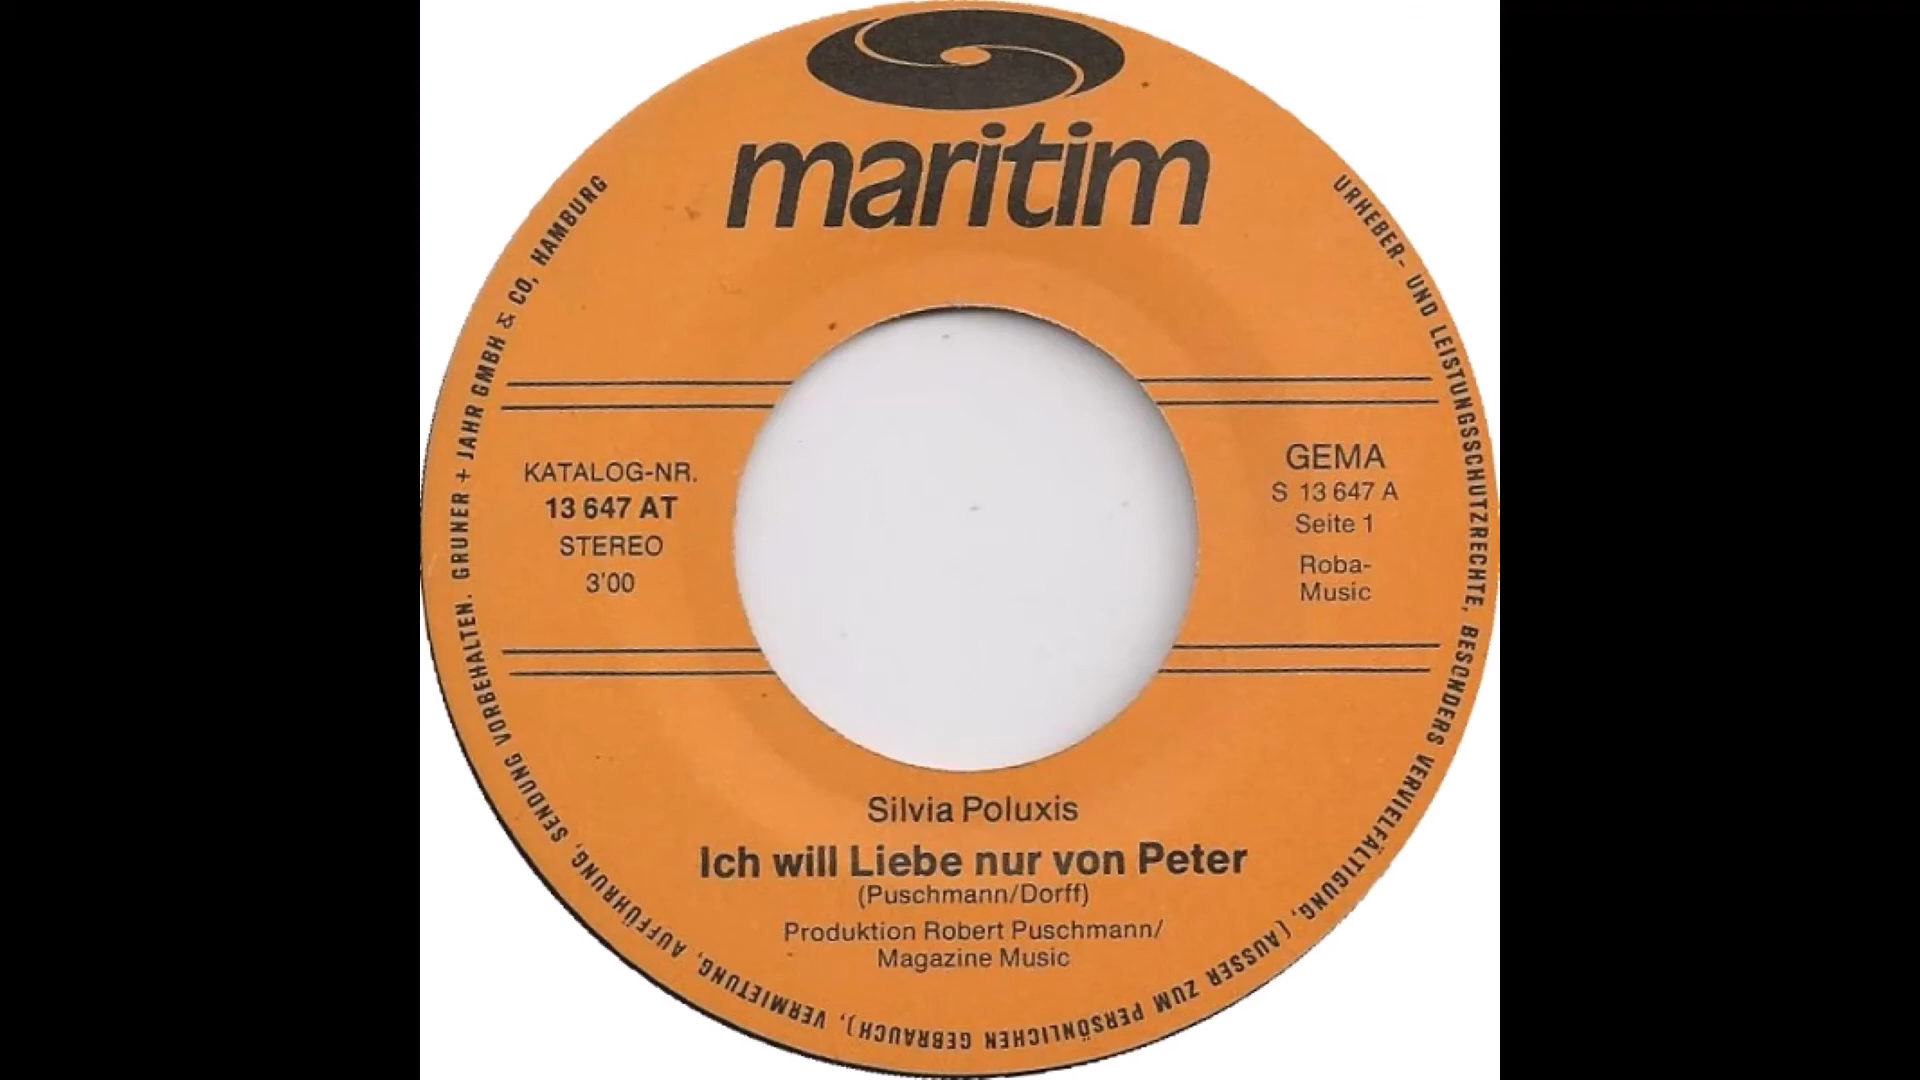 maritim
URHEBER- UND LEISTUNGSSCHUTZRECHTE, BESONDERS VERVIELFÄLTIGUNG, (AUSSER ZUM PERSÖNLICHEN GEBRAUCH), VERMIETUNG, AUFFÜHRUNG, SENDUNG VORBEHALTEN. GRUNER + JAHR GMBH & CO, HAMBURG
KATALOG-NR.
13 647 AT
STEREO
3'00
GEMA
S 13 647 A
Seite 1
Roba-
Music
Silvia Poluxis
Ich will Liebe nur von Peter
(Puschmann/Dorff)
Produktion Robert Puschmann/
Magazine Music